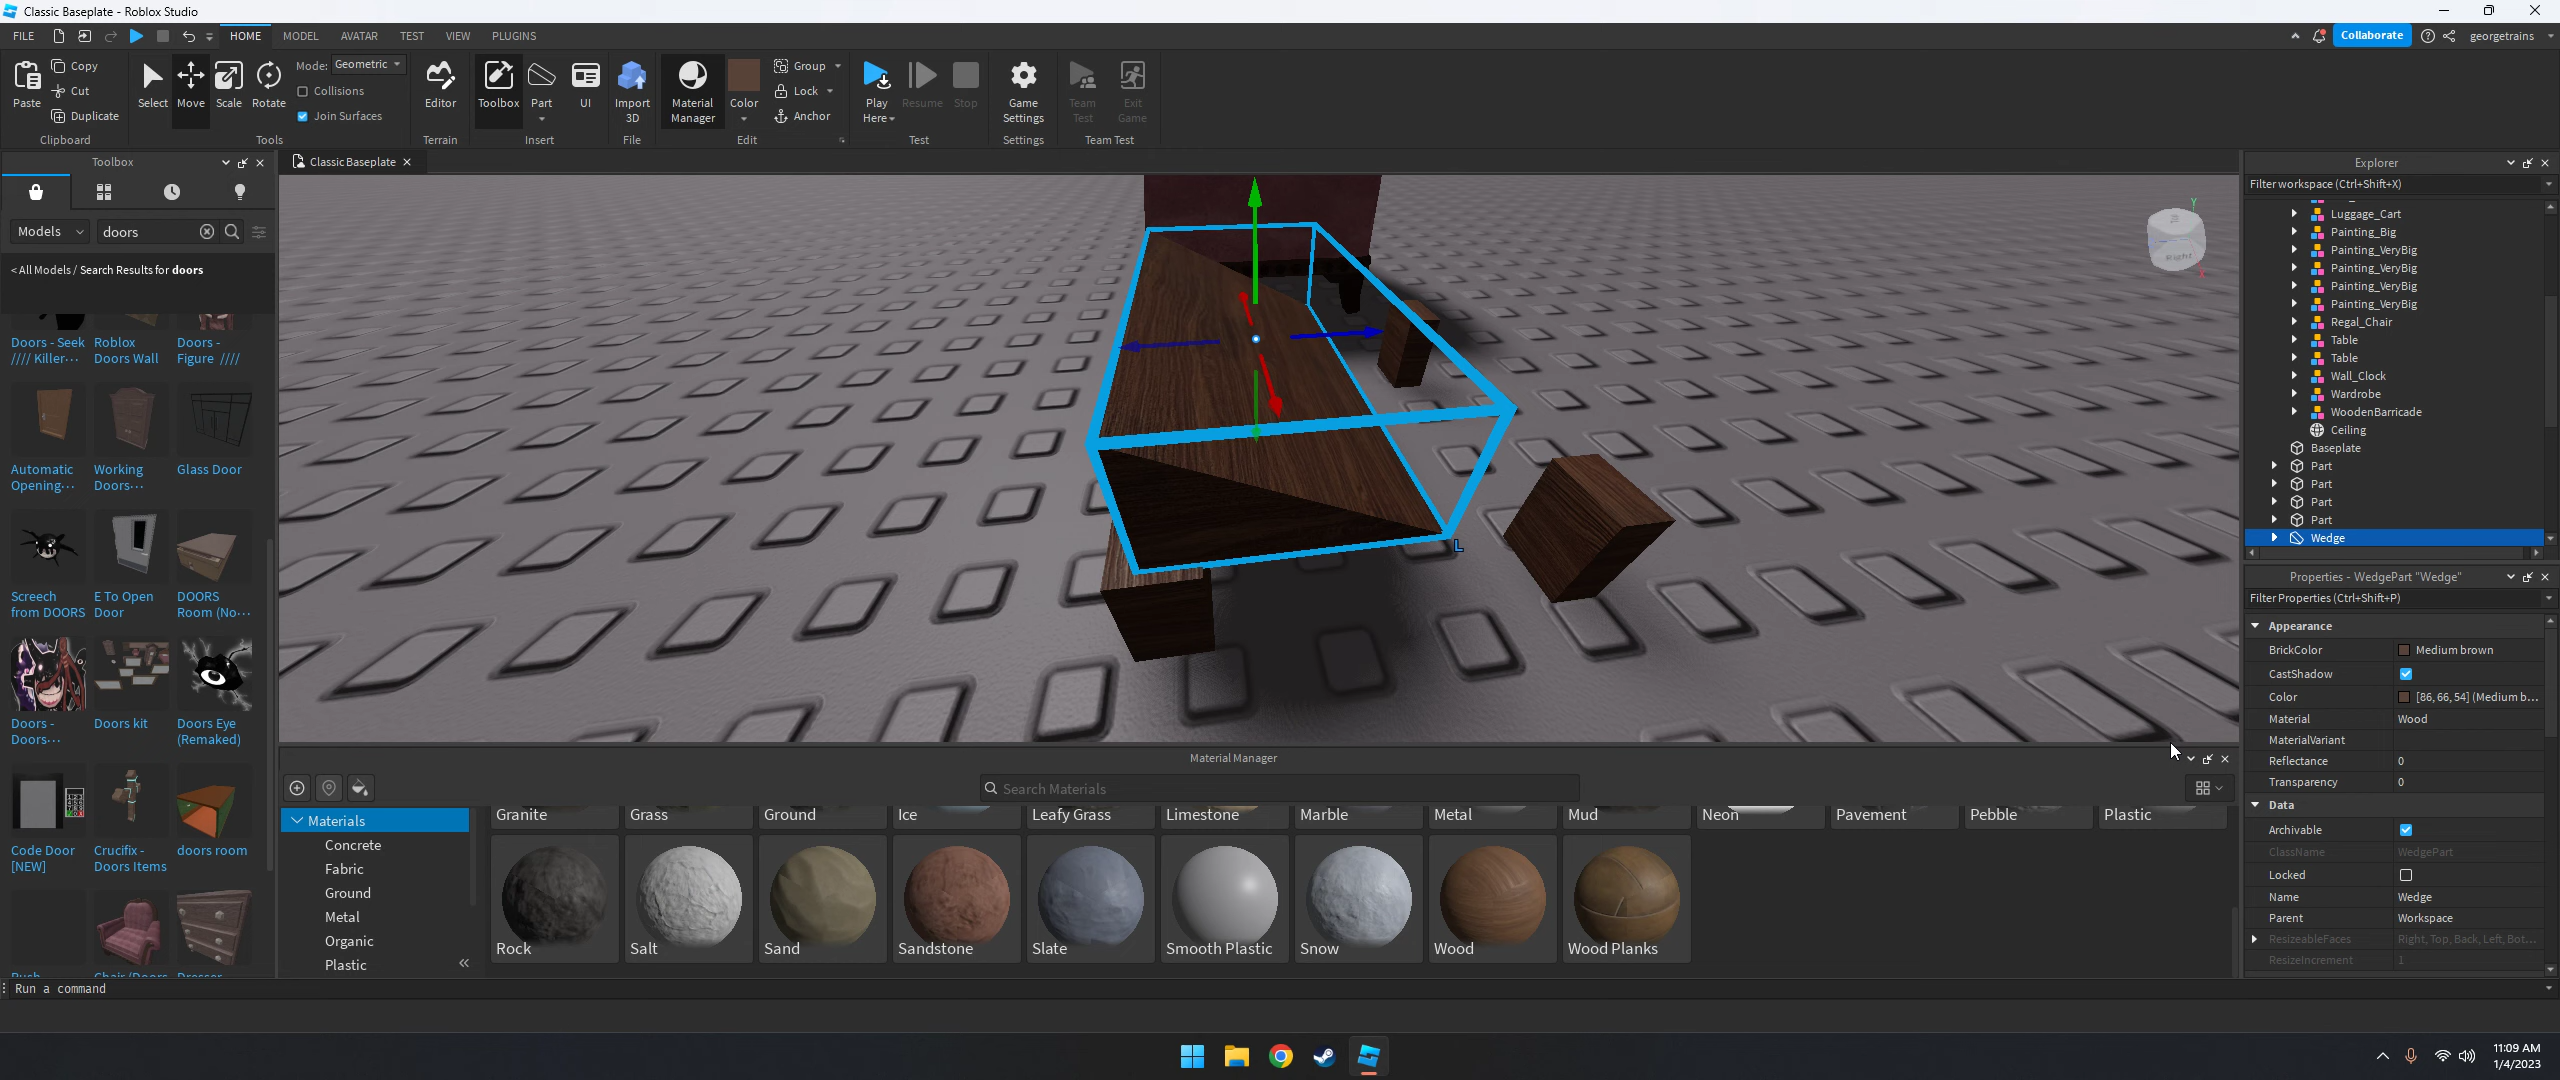 Classic Baseplate - Roblox Studio
FILE
HOME
MODEL
AVATAR
TEST
VIEW
PLUGINS
Collaborate
georgetrains
Paste
Copy
Cut
Duplicate
Clipboard
Select
Move
Scale
Rotate
Mode: Geometric
Collisions
Join Surfaces
Tools
Editor
Terrain
Toolbox
Part
UI
Insert
Import
3D
File
Material
Manager
Color
Group
Lock
Anchor
Edit
Play
Here
Resume
Stop
Test
Game
Settings
Settings
Team
Test
Exit
Game
Team Test
Toolbox
Models
doors
< All Models / Search Results for doors
Doors - Seek
//// Killer...
Roblox
Doors Wall
Doors -
Figure ////
Automatic
Opening...
Working
Doors...
Glass Door
Screech
from DOORS
E To Open
Door
DOORS
Room (No...
Doors -
Doors...
Doors kit
Doors Eye
(Remaked)
Code Door
[NEW]
Crucifix -
Doors Items
doors room
Classic Baseplate
Y
X
Right
L
Material Manager
Search Materials
Materials
Concrete
Fabric
Ground
Metal
Organic
Plastic
Granite
Grass
Ground
Ice
Leafy Grass
Limestone
Marble
Metal
Mud
Neon
Pavement
Pebble
Plastic
Rock
Salt
Sand
Sandstone
Slate
Smooth Plastic
Snow
Wood
Wood Planks
Explorer
Filter workspace (Ctrl+Shift+X)
Luggage_Cart
Painting_Big
Painting_VeryBig
Painting_VeryBig
Painting_VeryBig
Painting_VeryBig
Regal_Chair
Table
Table
Wall_Clock
Wardrobe
WoodenBarricade
Ceiling
Baseplate
Part
Part
Part
Part
Wedge
Properties - WedgePart "Wedge"
Filter Properties (Ctrl+Shift+P)
Appearance
BrickColor Medium brown
CastShadow
Color [86, 66, 54] (Medium b...
Material Wood
MaterialVariant
Reflectance 0
Transparency 0
Data
Archivable
ClassName WedgePart
Locked
Name Wedge
Parent Workspace
ResizeableFaces Right, Top, Back, Left, Bot...
ResizeIncrement 1
Run a command
11:09 AM
1/4/2023